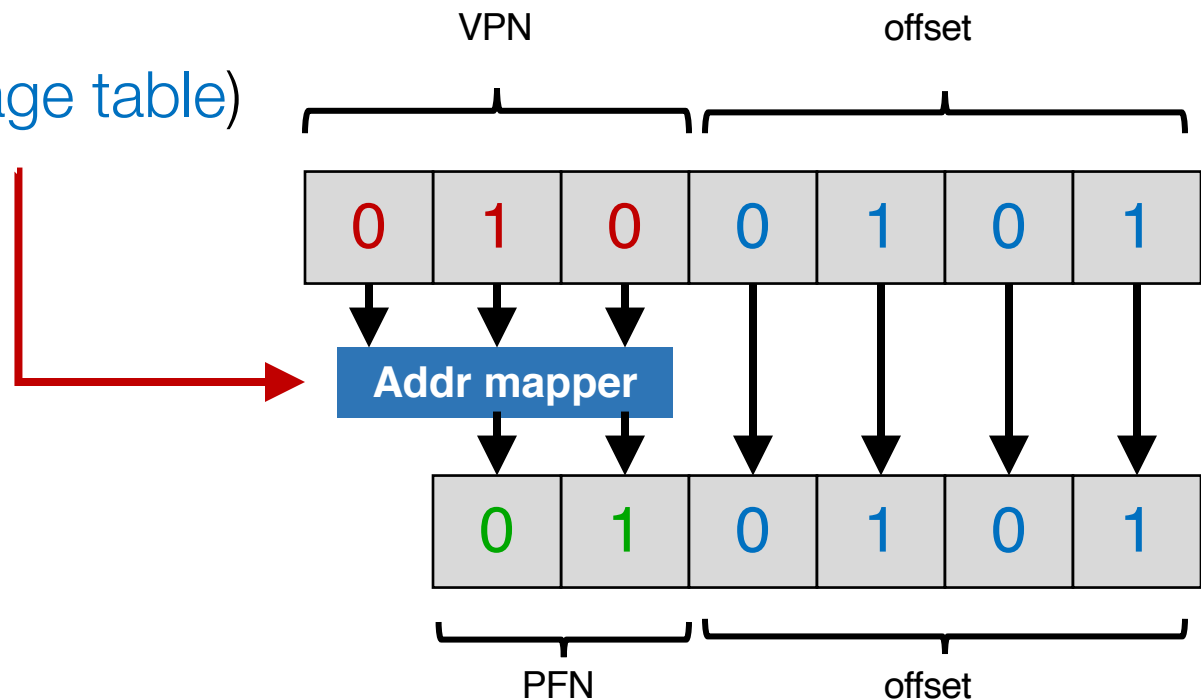 VPN offset
age table)
0 1 0 0 1 0 1
Addr mapper
0 1 0 1 0 1
PFN offset